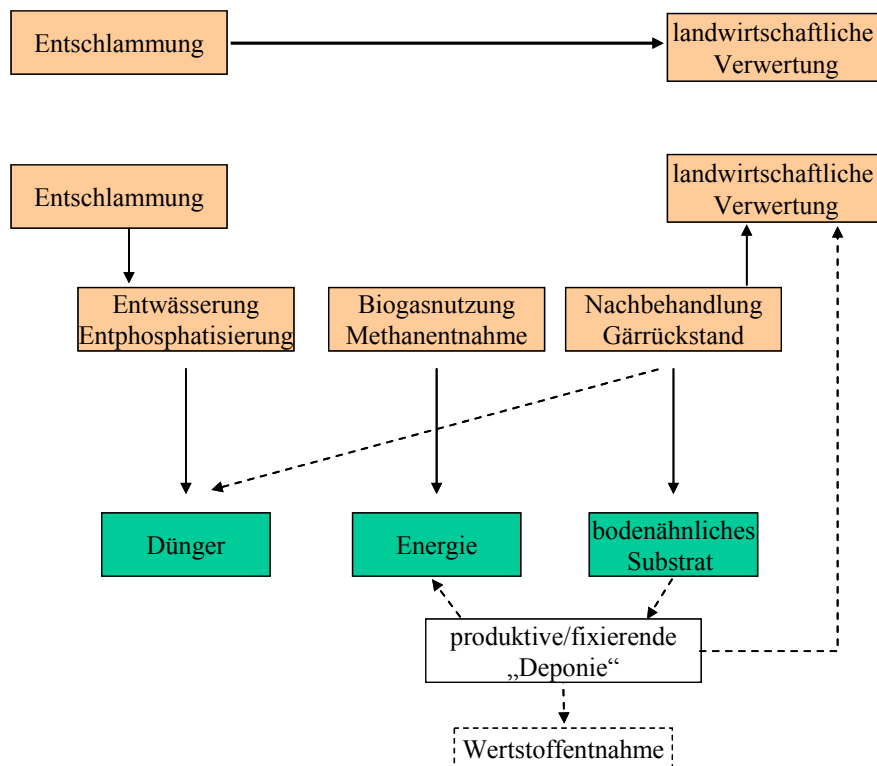 Entschlammung
landwirtschaftliche
Verwertung
Entschlammung
landwirtschaftliche
Verwertung
Entwässerung
Entphosphatisierung
Biogasnutzung
Methanentnahme
Nachbehandlung
Gärrückstand
Dünger
Energie
bodenähnliches
Substrat
produktive/fixierende
„Deponie“
Wertstoffentnahme